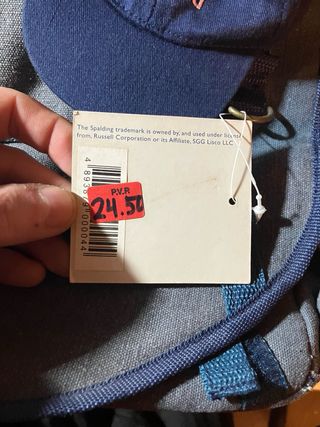 The Spalding trademark is owned by, and used under license
from, Russell Corporation or its Affiliate, SGG Lisco LLC.
P.V.P.
24.50